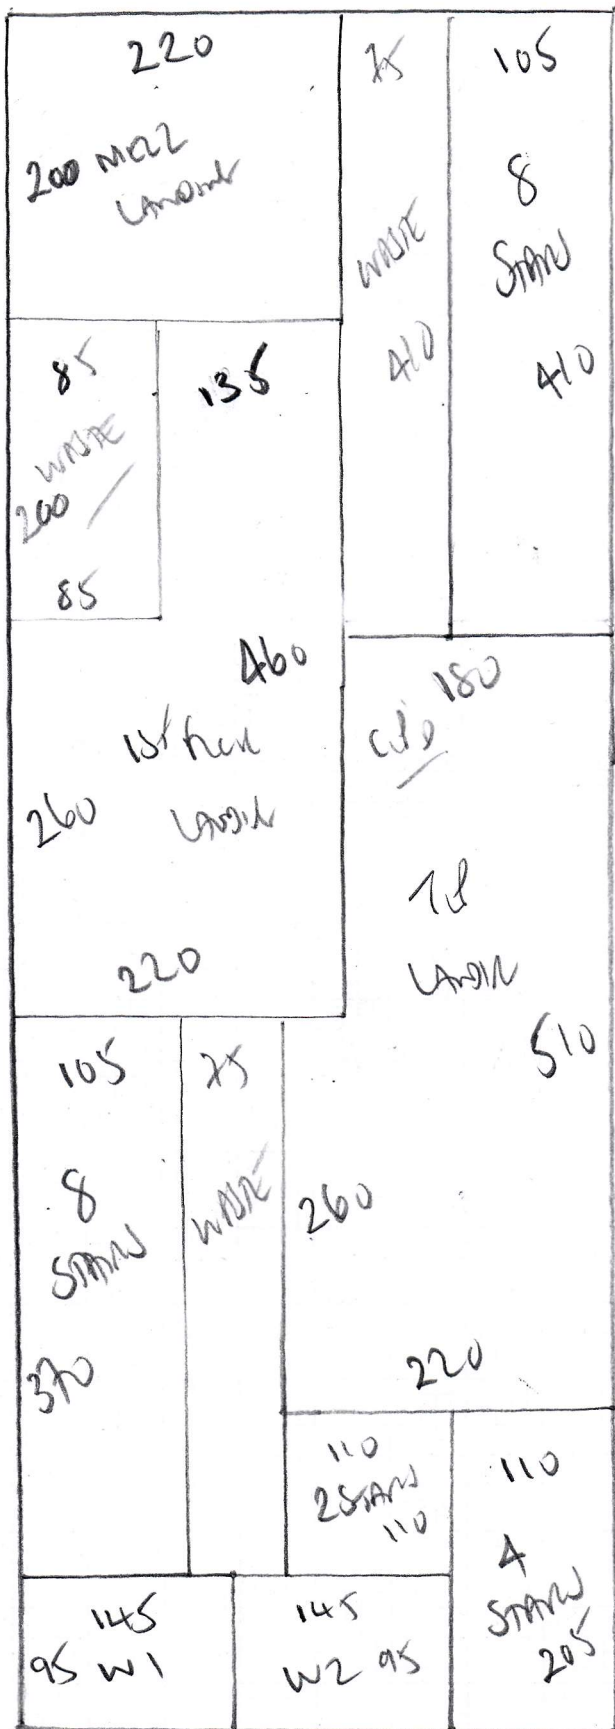 220
200 MEZZ
LANDING
75
WASTE
410
105
8
STAIRS
410
85
WASTE
200
85
135
460
1st FLOOR
260
LANDING
220
180
CUPD
LANDING
510
260
220
105
8
STAIRS
370
75
WASTE
110
2 STAIRS
110
110
4
STAIRS
205
145
95 W1
145
W2 95